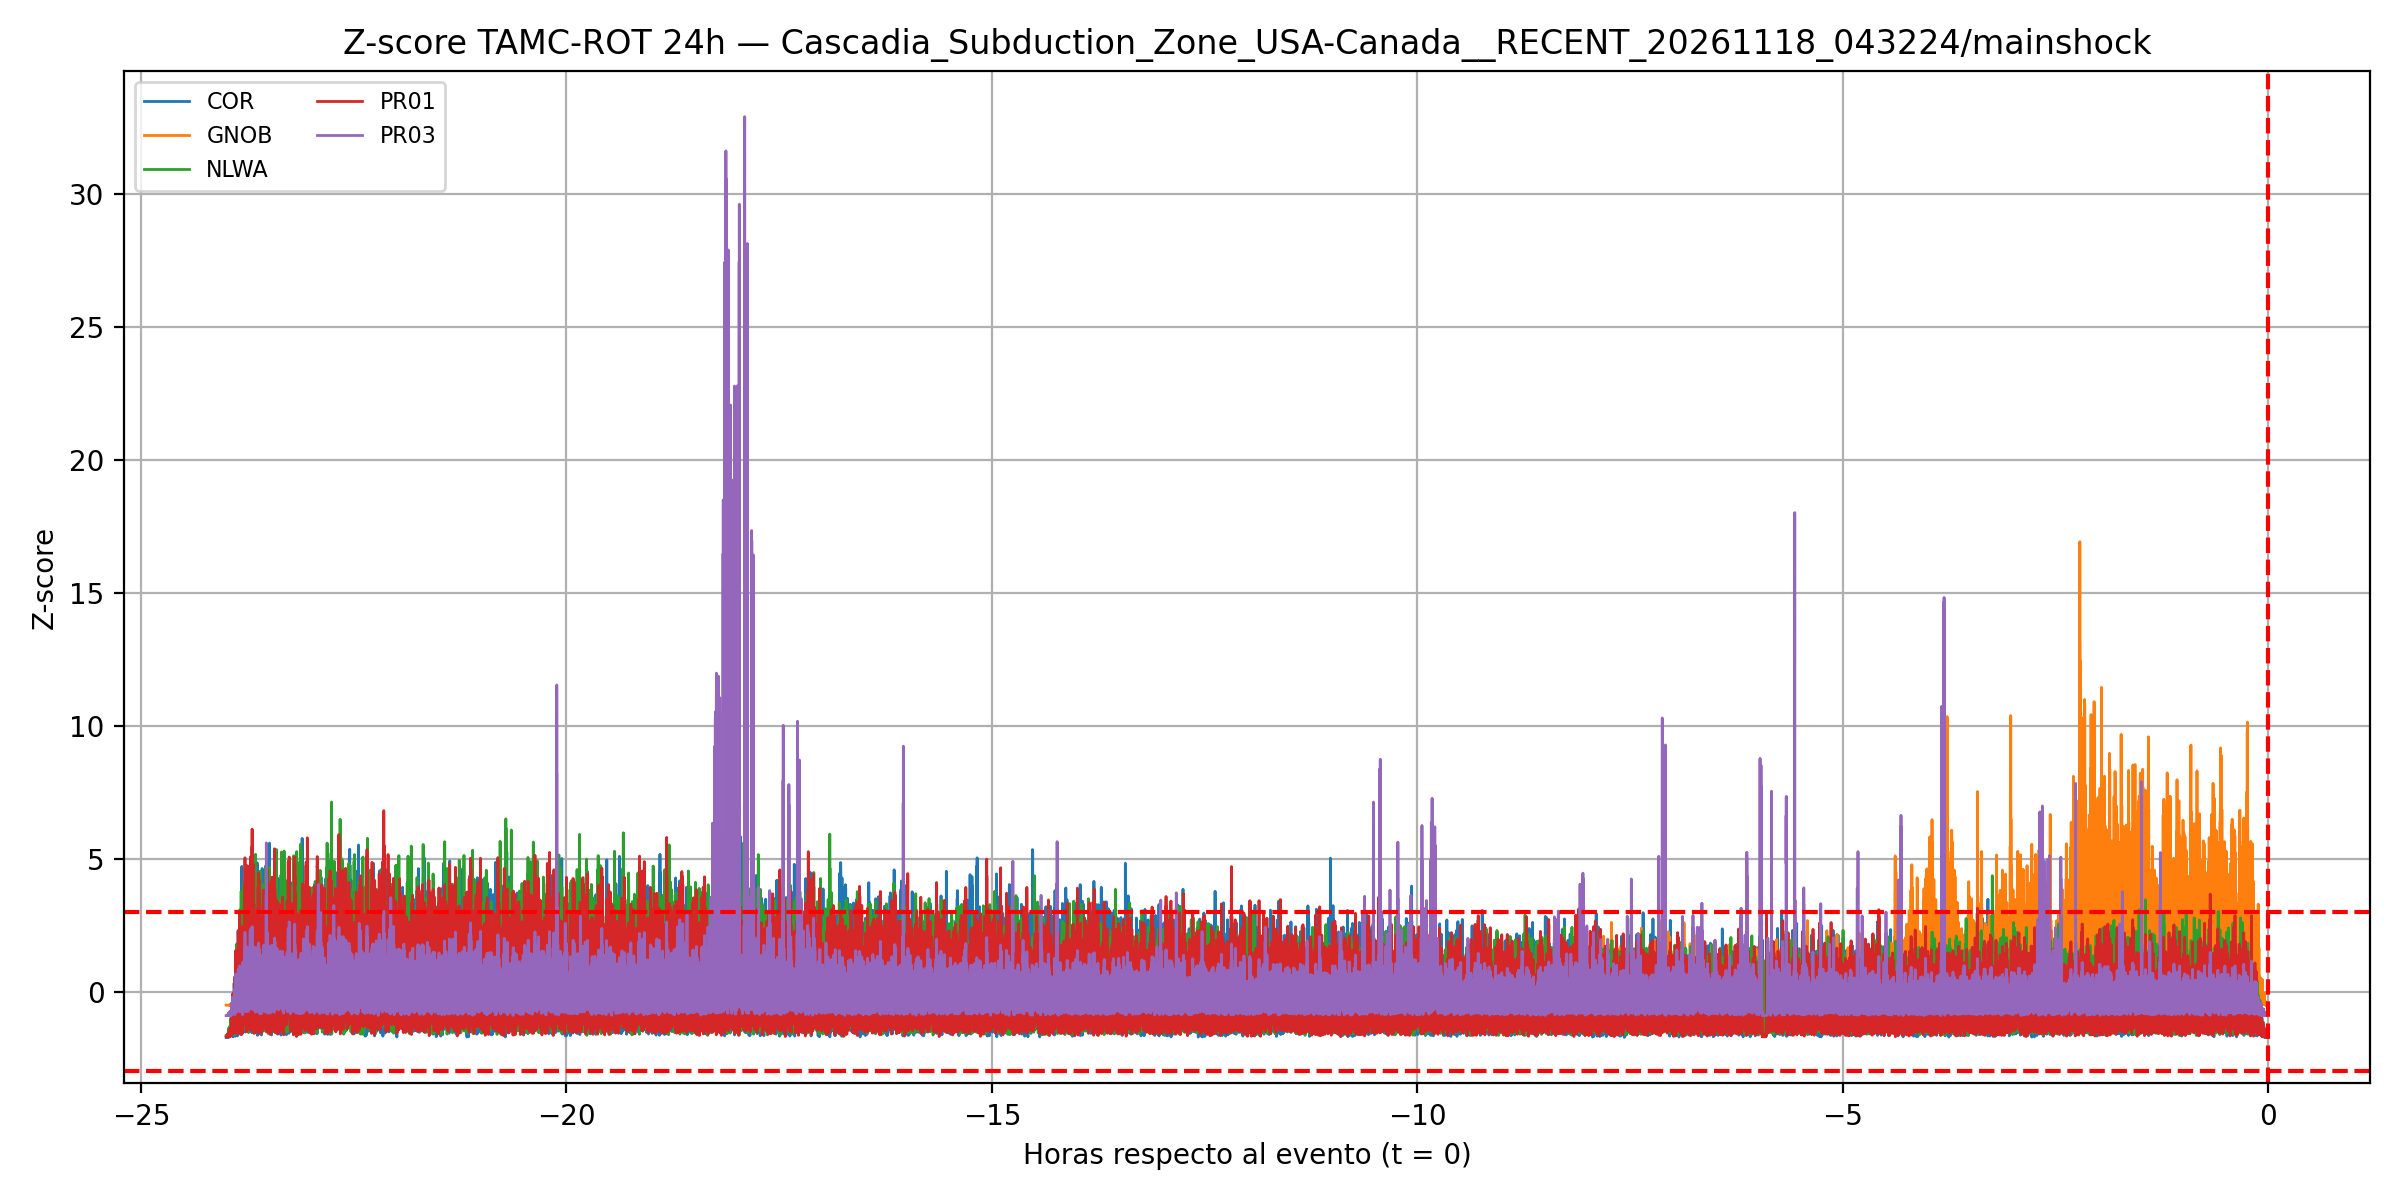 Z-score TAMC-ROT 24h — Cascadia_Subduction_Zone_USA-Canada__RECENT_20261118_043224/mainshock
COR
GNOB
NLWA
PR01
PR03
Z-score
30
25
20
15
10
5
0
−25
−20
−15
−10
−5
0
Horas respecto al evento (t = 0)